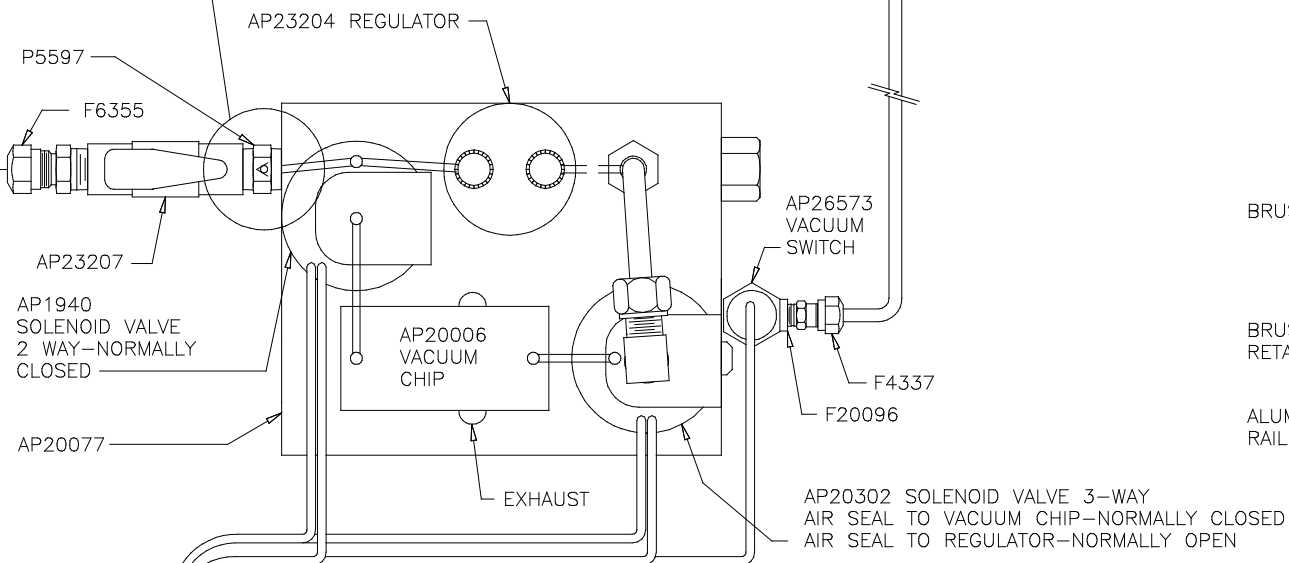 AP23204 REGULATOR
P5597
F6355
AP23207
AP1940
SOLENOID VALVE
2 WAY-NORMALLY
CLOSED
AP20006
VACUUM
CHIP
AP26573
VACUUM
SWITCH
F4337
F20096
AP20077
EXHAUST
AP20302 SOLENOID VALVE 3-WAY
AIR SEAL TO VACUUM CHIP-NORMALLY CLOSED
AIR SEAL TO REGULATOR-NORMALLY OPEN
RAIL